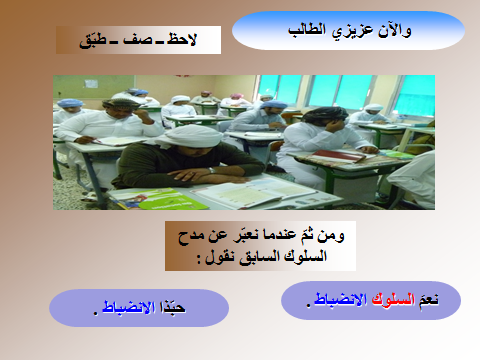 والآن عزيزي الطالب
لاحظ ـ صف ـ طبّق
ومن ثمّ عندما نعبّر عن مدح
السلوك السابق نقول :
نعمَ السلوك الانضباط .
حبّذا الانضباط .